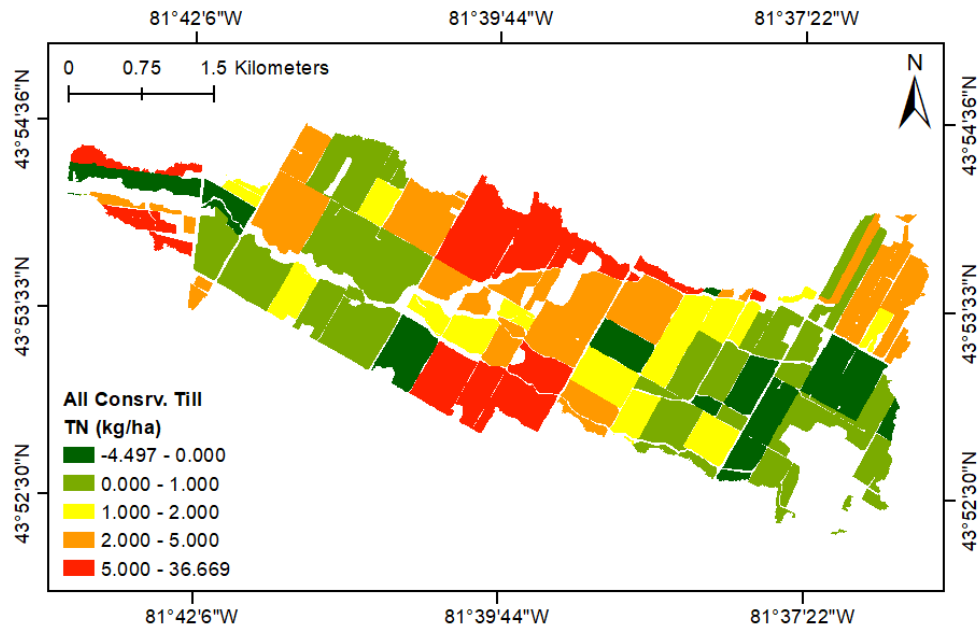 81°42'6"W 81°39'44"W 81°37'22"W
0 0.75 1.5 Kilometers
N
43°54'36"N 43°54'36"N
43°53'33"N 43°53'33"N
43°52'30"N 43°52'30"N
All Consrv. Till
TN (kg/ha)
-4.497 - 0.000
0.000 - 1.000
1.000 - 2.000
2.000 - 5.000
5.000 - 36.669
81°42'6"W 81°39'44"W 81°37'22"W